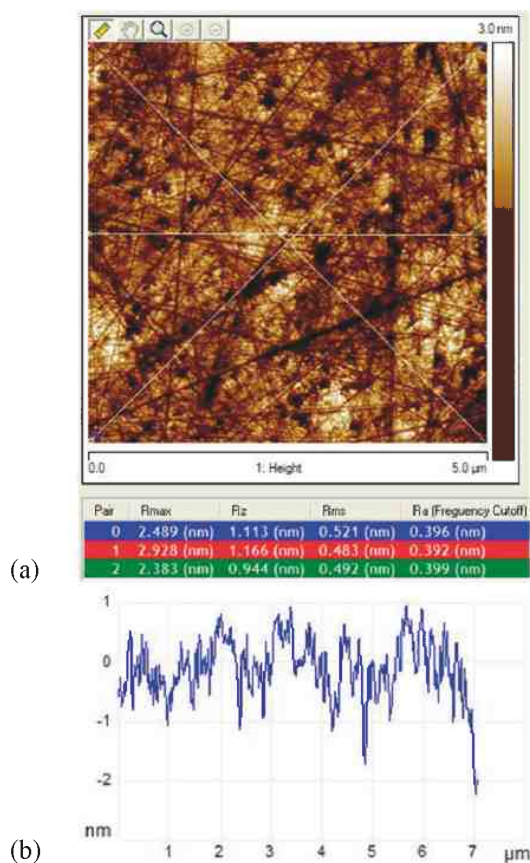 3.0 nm
0.0 1: Height 5.0 µm
Pair Rmax Rz Rms Ra (Freguency Cutoff)
0 2.489 (nm) 1.113 (nm) 0.521 (nm) 0.396 (nm)
1 2.928 (nm) 1.166 (nm) 0.483 (nm) 0.392 (nm)
2 2.383 (nm) 0.944 (nm) 0.492 (nm) 0.399 (nm)
(a)
1
0
-1
-2
nm
1 2 3 4 5 6 7 µm
(b)